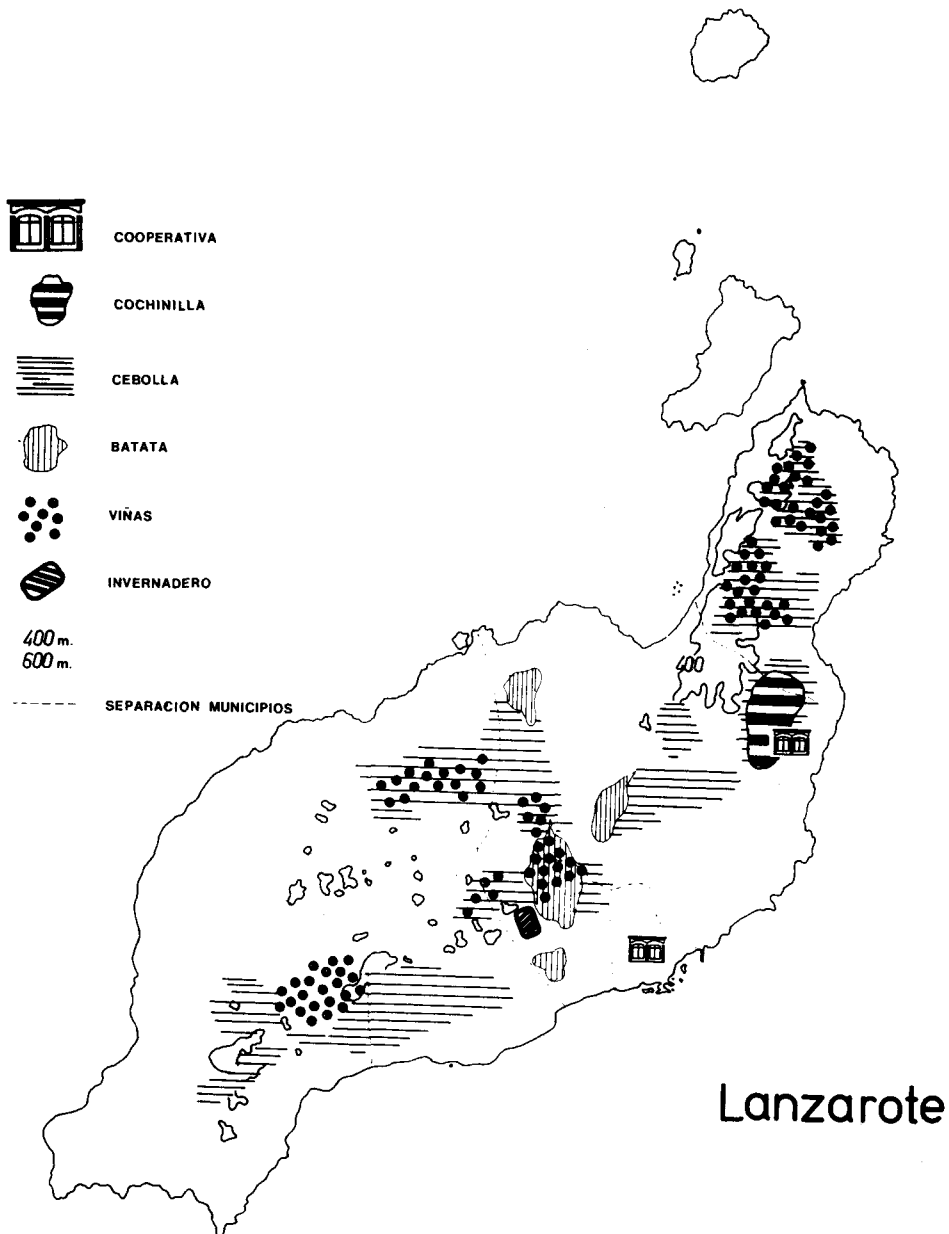 COOPERATIVA
COCHINILLA
CEBOLLA
BATATA
VIÑAS
INVERNADERO
400 m.
600 m.
SEPARACION MUNICIPIOS
400
Lanzarote